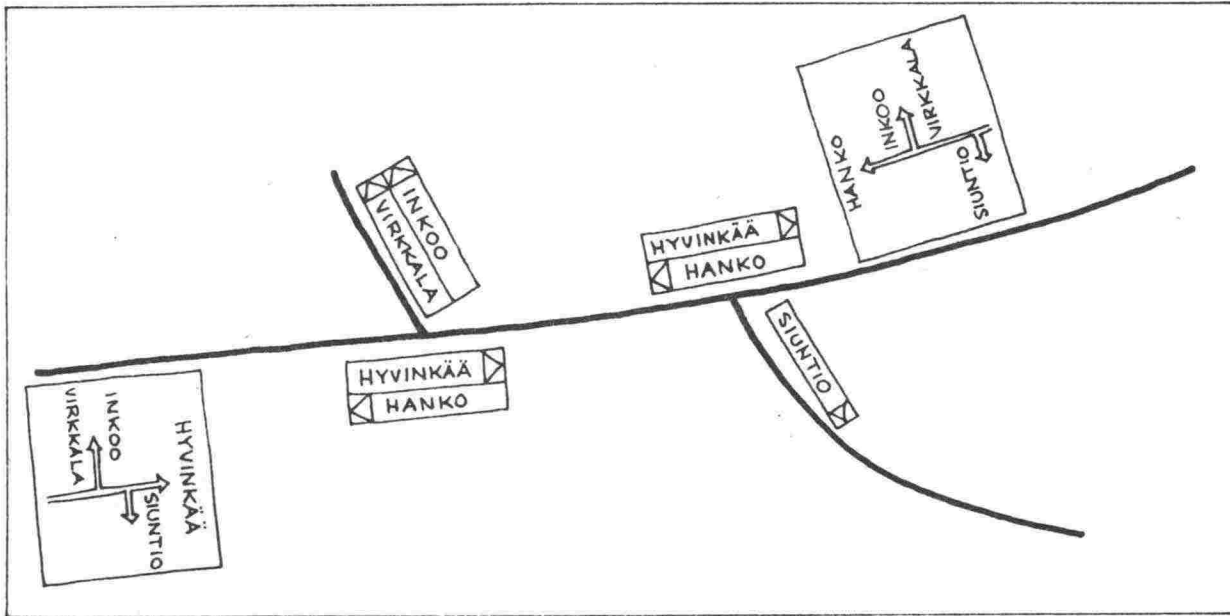 VIRKKALA
INKOO
HANKO
SIUNTIO
INKOO
VIRKKALA
HYVINKÄÄ
HANKO
SIUNTIO
HYVINKÄÄ
HANKO
INKOO
VIRKKALA
HYVINKÄÄ
SIUNTIO